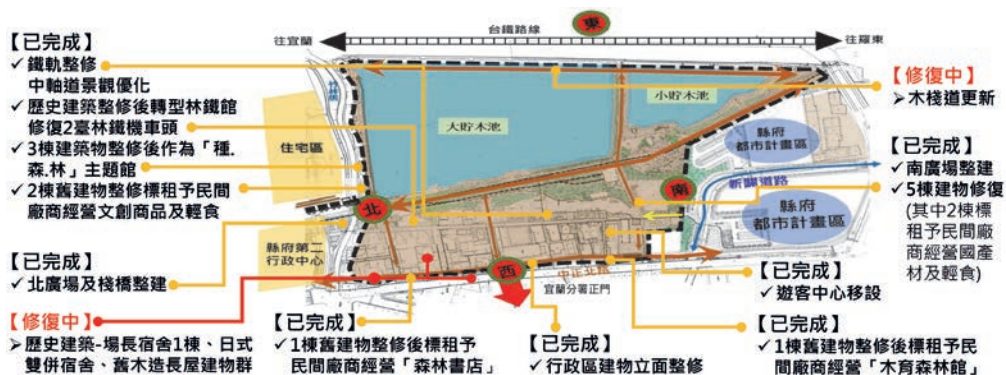 東
往宜蘭
台鐵路線
往羅東
【已完成】
✓ 鐵軌整修
中軸道景觀優化
✓ 歷史建築整修後轉型林鐵館
修復2臺林鐵機車頭
✓ 3棟建築物整修後作為「種.
森.林」主題館
✓ 2棟舊建物整修標租予民間
廠商經營文創商品及輕食
【已完成】
✓ 北廣場及棧橋整建
【修復中】
➢ 歷史建築-場長宿舍1棟、日式
雙併宿舍、舊木造長屋建物群
住宅區
縣府第二
行政中心
大貯木池
小貯木池
北
南
西
中正北路
宜蘭分署正門
縣府
都市計畫區
新闢道路
縣府
都市計畫區
【修復中】
➢ 木棧道更新
【已完成】
✓ 南廣場整建
✓ 5棟建物修復
(其中2棟標
租予民間廠
商經營國產
材及輕食)
【已完成】
✓ 遊客中心移設
【已完成】
✓ 1棟舊建物整修後標租予
民間廠商經營「森林書店」
【已完成】
✓ 行政區建物立面整修
【已完成】
✓ 1棟舊建物整修後標租予民
間廠商經營「木育森林館」